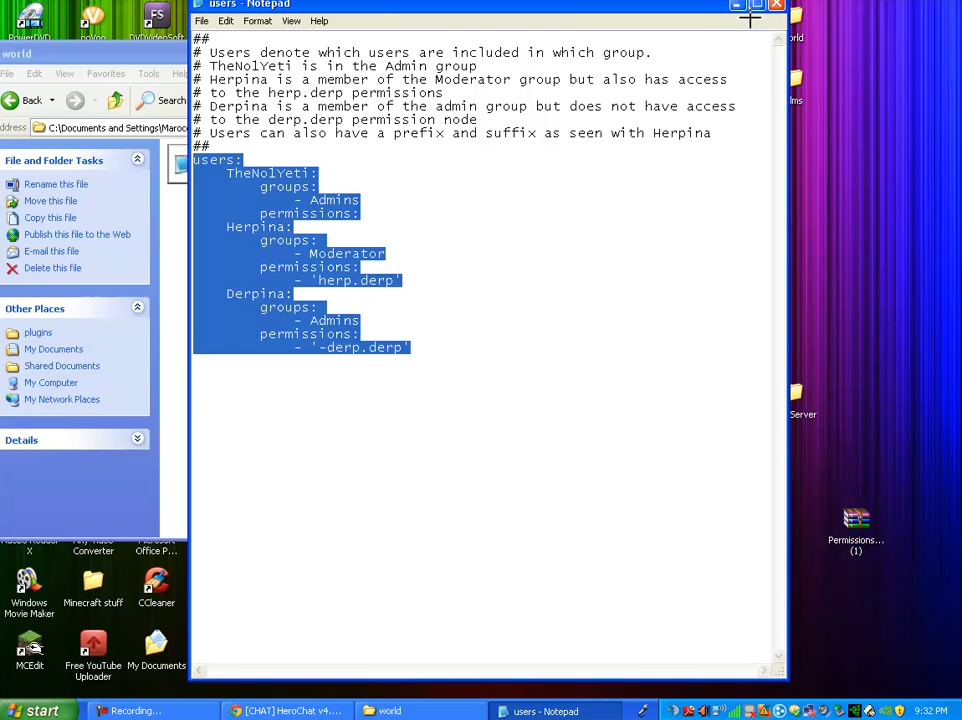 PowerDVD
ooVoo
DVDVideoSoft
users - Notepad
File Edit Format View Help
##
# Users denote which users are included in which group.
# TheNolYeti is in the Admin group
# Herpina is a member of the Moderator group but also has access
to the herp.derp permissions
# Derpina is a member of the admin group but does not have access
to the derp.derp permission node
# Users can also have a prefix and suffix as seen with Herpina
##
users:
TheNolYeti:
groups:
- Admins
permissions:
Herpina:
groups:
- Moderator
permissions:
- 'herp.derp'
Derpina:
groups:
- Admins
permissions:
- '-derp.derp'
world
File Edit View Favorites Tools
Back
Search
Address C:\Documents and Settings\Maroc
File and Folder Tasks
Rename this file
Move this file
Copy this file
Publish this file to the Web
E-mail this file
Delete this file
Other Places
plugins
My Documents
Shared Documents
My Computer
My Network Places
Details
X
Converter
Microsoft
Office P...
Windows
Movie Maker
Minecraft stuff
CCleaner
MCEdit
Free YouTube
Uploader
My Documents
Server
Permissions...
(1)
start
Recording...
[CHAT] HeroChat v4....
world
users - Notepad
9:32 PM